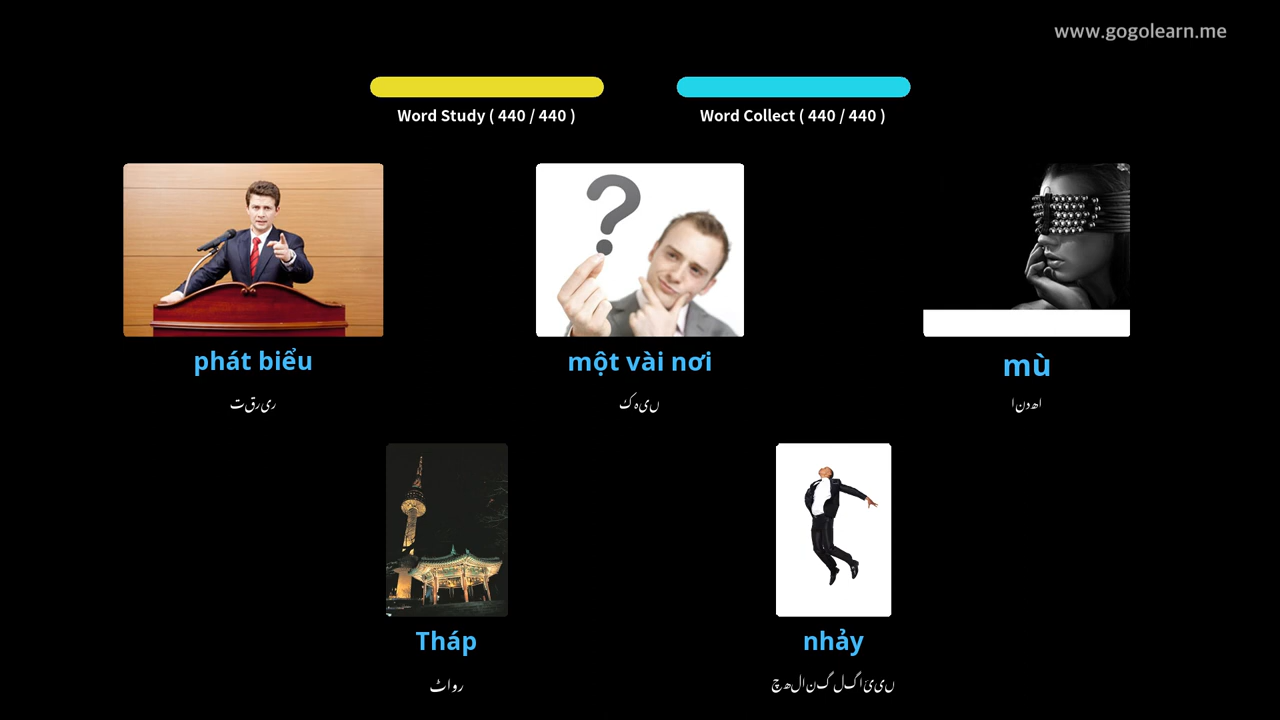 www.gogolearn.me
Word Study ( 440 / 440 )
Word Collect ( 440 / 440 )
phát biểu
تقریر
một vài nơi
کہیں
mù
اندھا
Tháp
ٹاور
nhảy
چھلانگ لگائیں